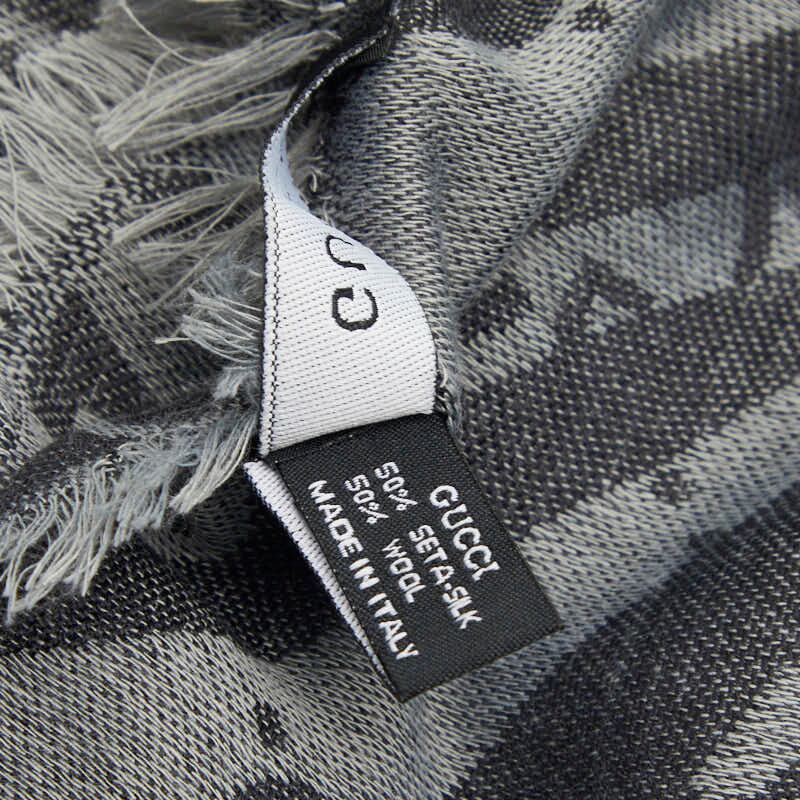 GUCCI
50% SETA-SILK
50% WOOL
MADE IN ITALY